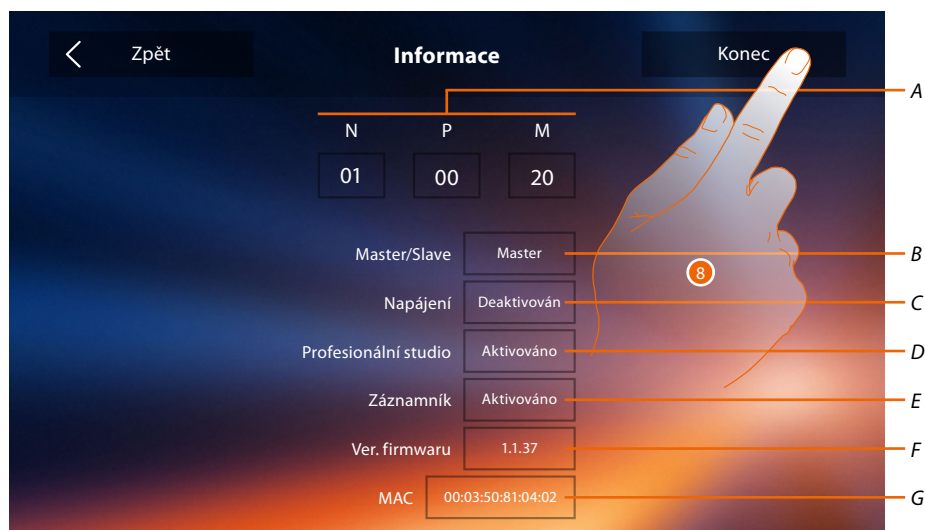 Zpět Informace Konec
A
N P M
01 00 20
Master/Slave Master B
8
Napájení Deaktivován C
Profesionální studio Aktivováno D
Záznamník Aktivováno E
Ver. firmwaru 1.1.37 F
MAC 00:03:50:81:04:02 G